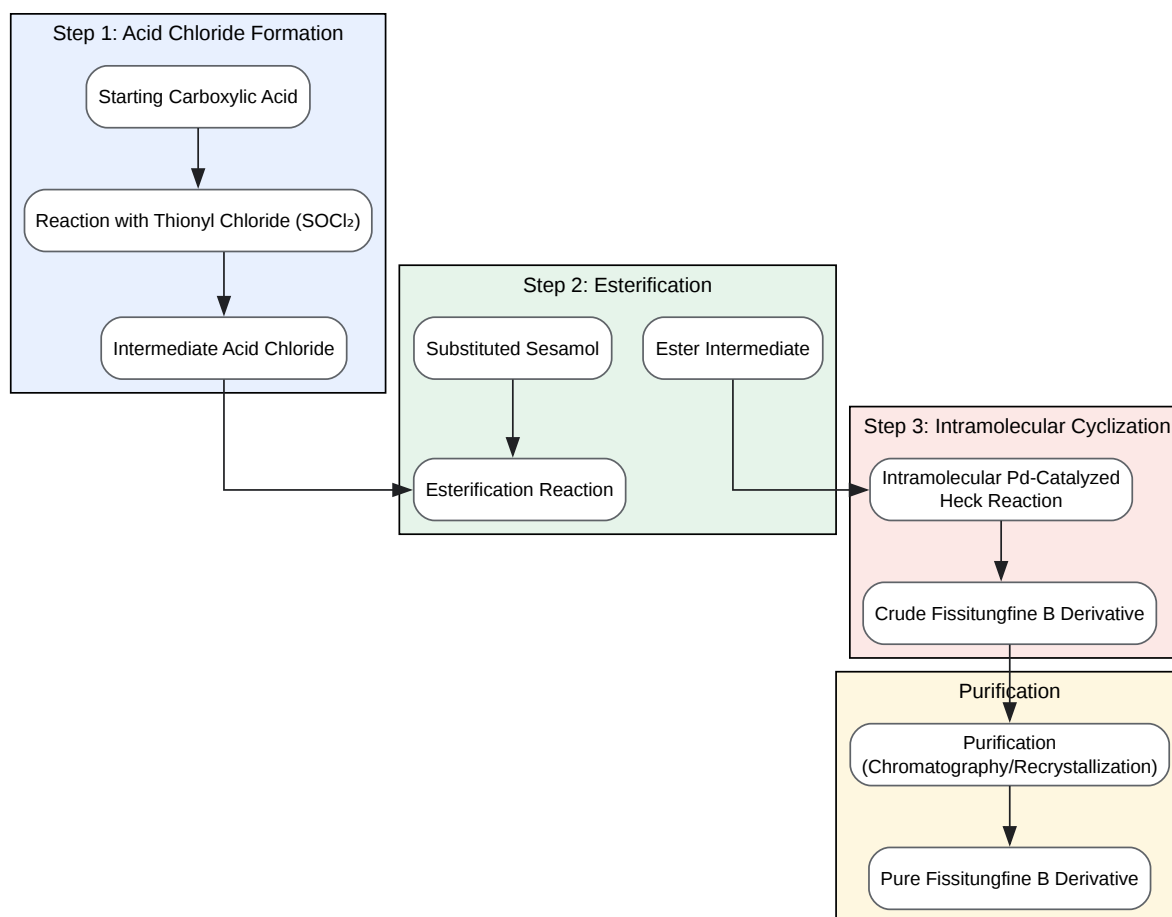 Step 1: Acid Chloride Formation
Starting Carboxylic Acid
Reaction with Thionyl Chloride (SOCl₂)
Intermediate Acid Chloride
Step 2: Esterification
Substituted Sesamol
Ester Intermediate
Esterification Reaction
Step 3: Intramolecular Cyclization
Intramolecular Pd-Catalyzed
Heck Reaction
Crude Fissitungfine B Derivative
Purification
Purification
(Chromatography/Recrystallization)
Pure Fissitungfine B Derivative